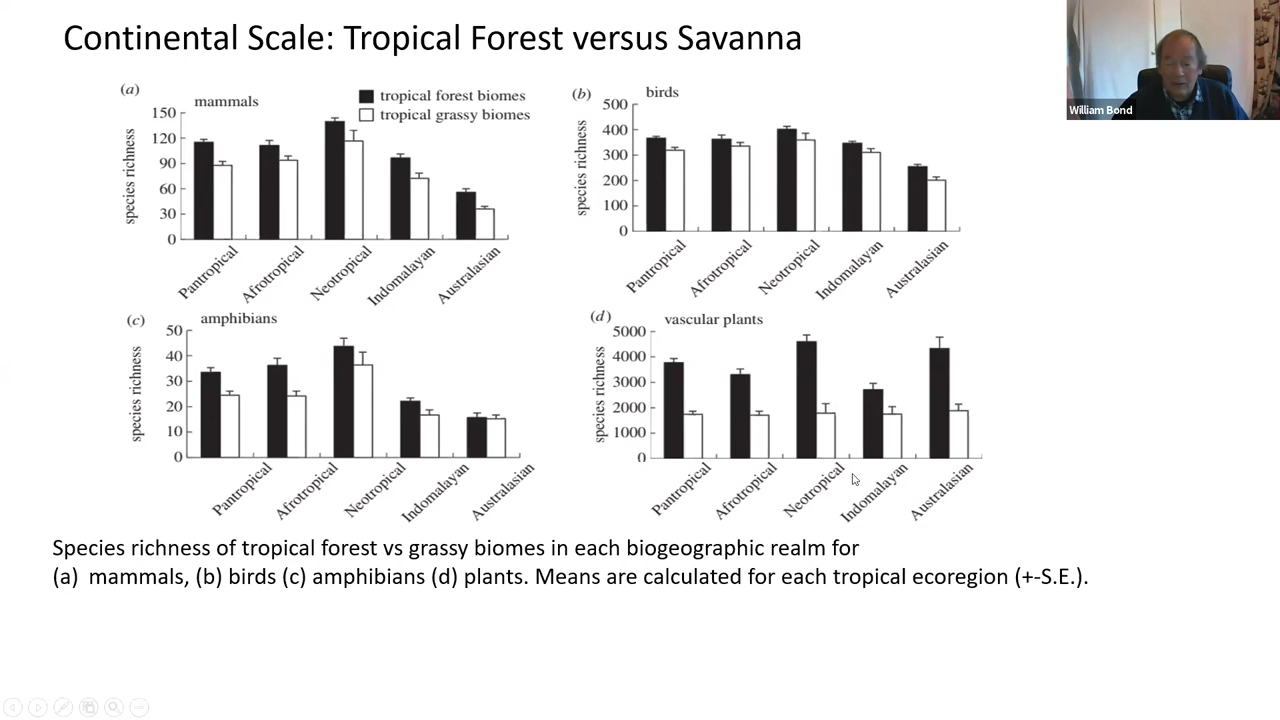 Continental Scale: Tropical Forest versus Savanna
William Bond
(a)
mammals
tropical forest biomes
tropical grassy biomes
species richness
150
120
90
60
30
0
Pantropical
Afrotropical
Neotropical
Indomalayan
Australasian
(b)
birds
species richness
500
400
300
200
100
0
Pantropical
Afrotropical
Neotropical
Indomalayan
Australasian
(c)
amphibians
species richness
50
40
30
20
10
0
Pantropical
Afrotropical
Neotropical
Indomalayan
Australasian
(d)
vascular plants
species richness
5000
4000
3000
2000
1000
0
Pantropical
Afrotropical
Neotropical
Indomalayan
Australasian
Species richness of tropical forest vs grassy biomes in each biogeographic realm for
(a) mammals, (b) birds (c) amphibians (d) plants. Means are calculated for each tropical ecoregion (+-S.E.).